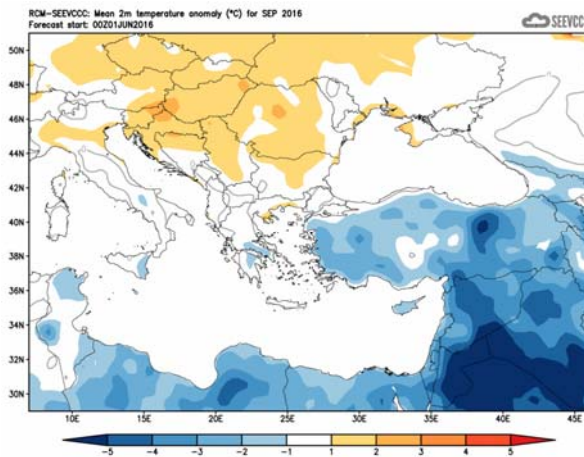 RCM-SEEVCCC: Mean 2m temperature anomaly (°C) for SEP 2016
Forecast start: 00Z01JUN2016
SEEVCCC
50N
48N
46N
44N
42N
40N
38N
36N
34N
32N
30N
10E 15E 20E 25E 30E 35E 40E 45E
-5 -4 -3 -2 -1 1 2 3 4 5